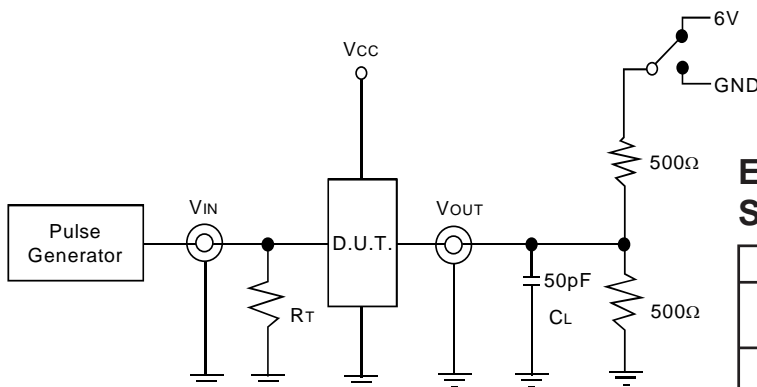 6V
VCC
GND
500Ω
E
S
VIN
VOUT
Pulse
Generator
D.U.T.
50pF
RT
CL
500Ω